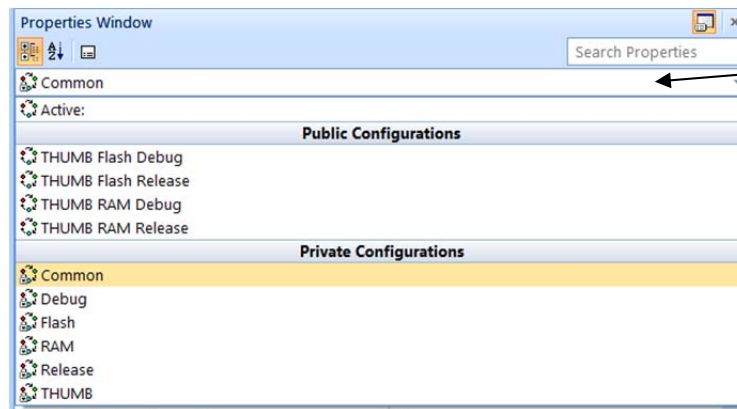 Properties Window
Search Properties
Common
Active:
Public Configurations
THUMB Flash Debug
THUMB Flash Release
THUMB RAM Debug
THUMB RAM Release
Private Configurations
Common
Debug
Flash
RAM
Release
THUMB